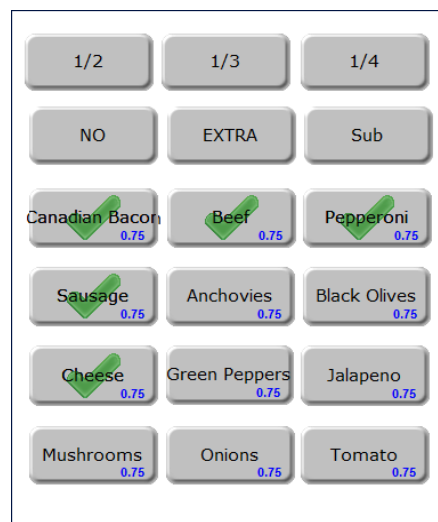 1/2 1/3 1/4
NO EXTRA Sub
Canadian Bacon Beef Pepperoni
0.75 0.75 0.75
Sausage Anchovies Black Olives
0.75 0.75 0.75
Cheese Green Peppers Jalapeno
0.75 0.75 0.75
Mushrooms Onions Tomato
0.75 0.75 0.75